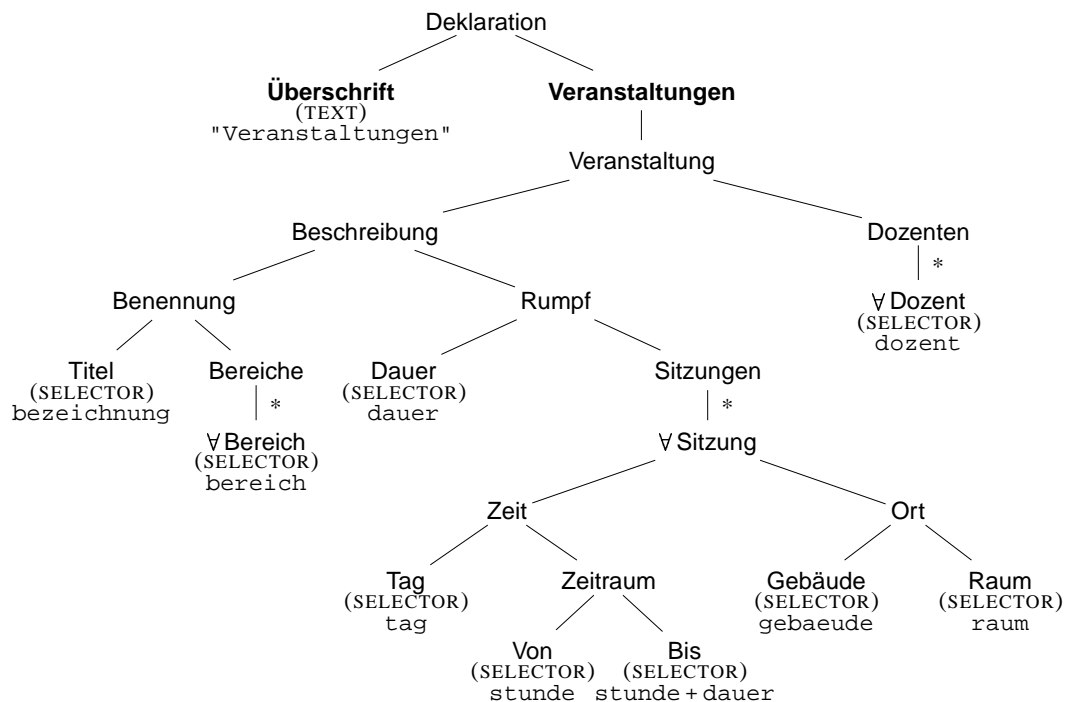 Deklaration
Überschrift
(TEXT)
"Veranstaltungen"
Veranstaltungen
Veranstaltung
Beschreibung
Dozenten
*
∀ Dozent
(SELECTOR)
dozent
Benennung
Rumpf
Titel
(SELECTOR)
bezeichnung
Bereiche
*
∀ Bereich
(SELECTOR)
bereich
Dauer
(SELECTOR)
dauer
Sitzungen
*
∀ Sitzung
Zeit
Ort
Tag
(SELECTOR)
tag
Zeitraum
Gebäude
(SELECTOR)
gebaeude
Raum
(SELECTOR)
raum
Von
(SELECTOR)
stunde
Bis
(SELECTOR)
stunde + dauer